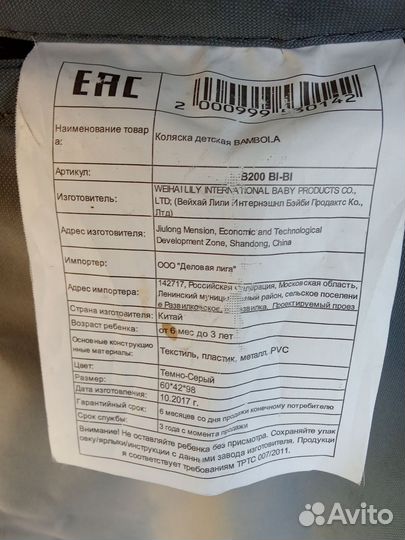 EAC
2 000999 30142
Наименование товар
а:
Коляска детская BAMBOLA
Артикул:
B200 BI-BI
Изготовитель:
WEIHAI LILY INTERNATIONAL BABY PRODUCTS CO.,
LTD; (Вейхай Лили Интернэшнл Бэйби Продактс Ко.,
Лтд)
Адрес изготовителя:
Jiulong Mension, Economic and Technological
Development Zone, Shandong, China
Импортер:
ООО "Деловая лига"
Адрес импортера:
142717, Российская Федерация, Московская область,
Ленинский муниципальный район, сельское поселени
е Развилковское, Развилка, Проектируемый проез
Страна изготовителя:
Китай
Возраст ребенка:
от 6 мес до 3 лет
Основные конструкцио
нные материалы:
Текстиль, пластик, металл, PVC
Цвет:
Темно-Серый
Размер:
60*42*98
Дата изготовления:
10.2017 г.
Гарантийный срок:
6 месяцев со дня продажи конечному потребителю
Срок службы:
3 года с момента продажи
Внимание! Не оставляйте ребенка без присмотра. Сохраняйте упак
овку/ярлыки/инструкции с данными завода изготовителя. Продукци
я соответствует требованиям ТРТС 007/2011.
Avito